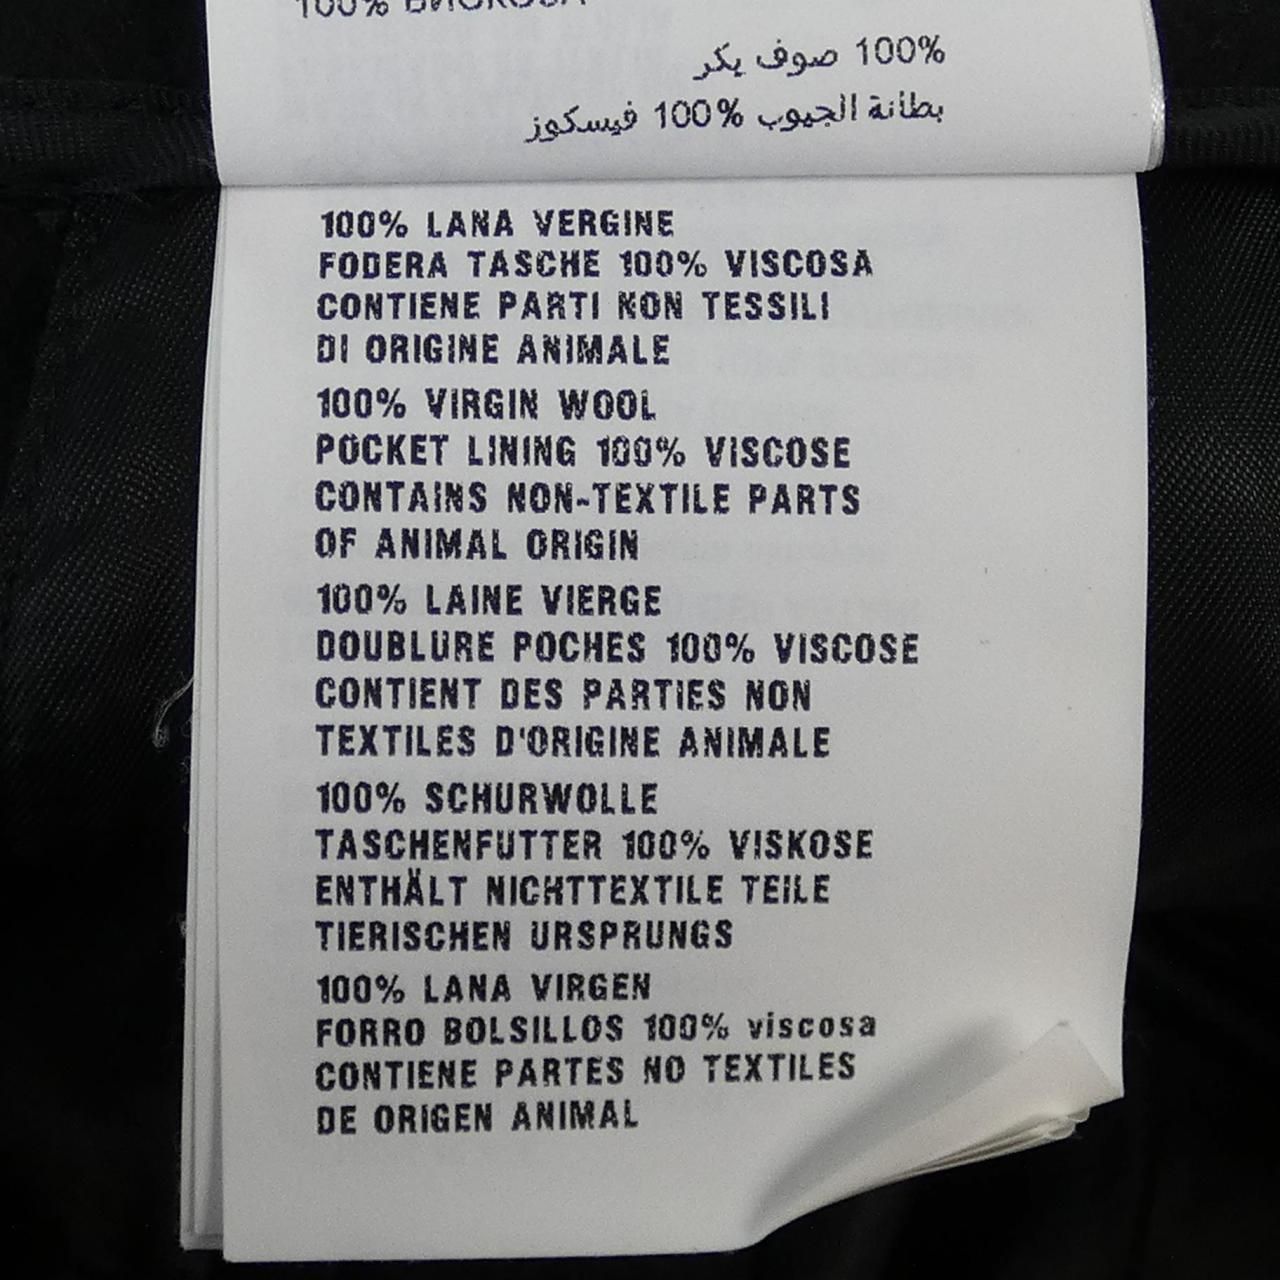 100% ВИСКОЗА
100% صوف يكر
بطانة الجيوب 100% فيسكوز
100% LANA VERGINE
FODERA TASCHE 100% VISCOSA
CONTIENE PARTI NON TESSILI
DI ORIGINE ANIMALE
100% VIRGIN WOOL
POCKET LINING 100% VISCOSE
CONTAINS NON-TEXTILE PARTS
OF ANIMAL ORIGIN
100% LAINE VIERGE
DOUBLURE POCHES 100% VISCOSE
CONTIENT DES PARTIES NON
TEXTILES D'ORIGINE ANIMALE
100% SCHURWOLLE
TASCHENFUTTER 100% VISKOSE
ENTHÄLT NICHTTEXTILE TEILE
TIERISCHEN URSPRUNGS
100% LANA VIRGEN
FORRO BOLSILLOS 100% viscosa
CONTIENE PARTES NO TEXTILES
DE ORIGEN ANIMAL